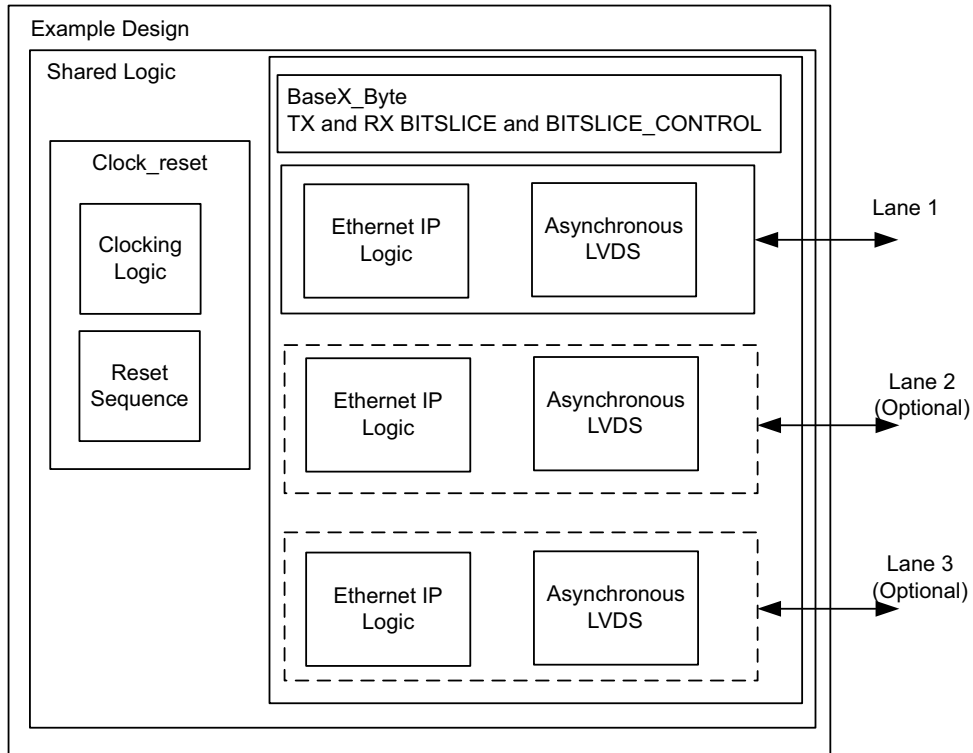 Example Design
Shared Logic
BaseX_Byte
TX and RX BITSLICE and BITSLICE_CONTROL
Clock_reset
Clocking
Logic
Reset
Sequence
Ethernet IP
Logic
Asynchronous
LVDS
Lane 1
Ethernet IP
Logic
Asynchronous
LVDS
Lane 2
(Optional)
Ethernet IP
Logic
Asynchronous
LVDS
Lane 3
(Optional)